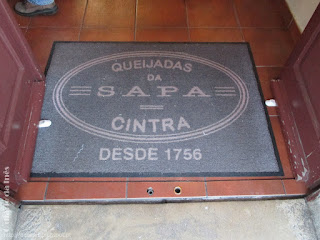 QUEIJADAS
DA
SAPA
CINTRA
DESDE 1756